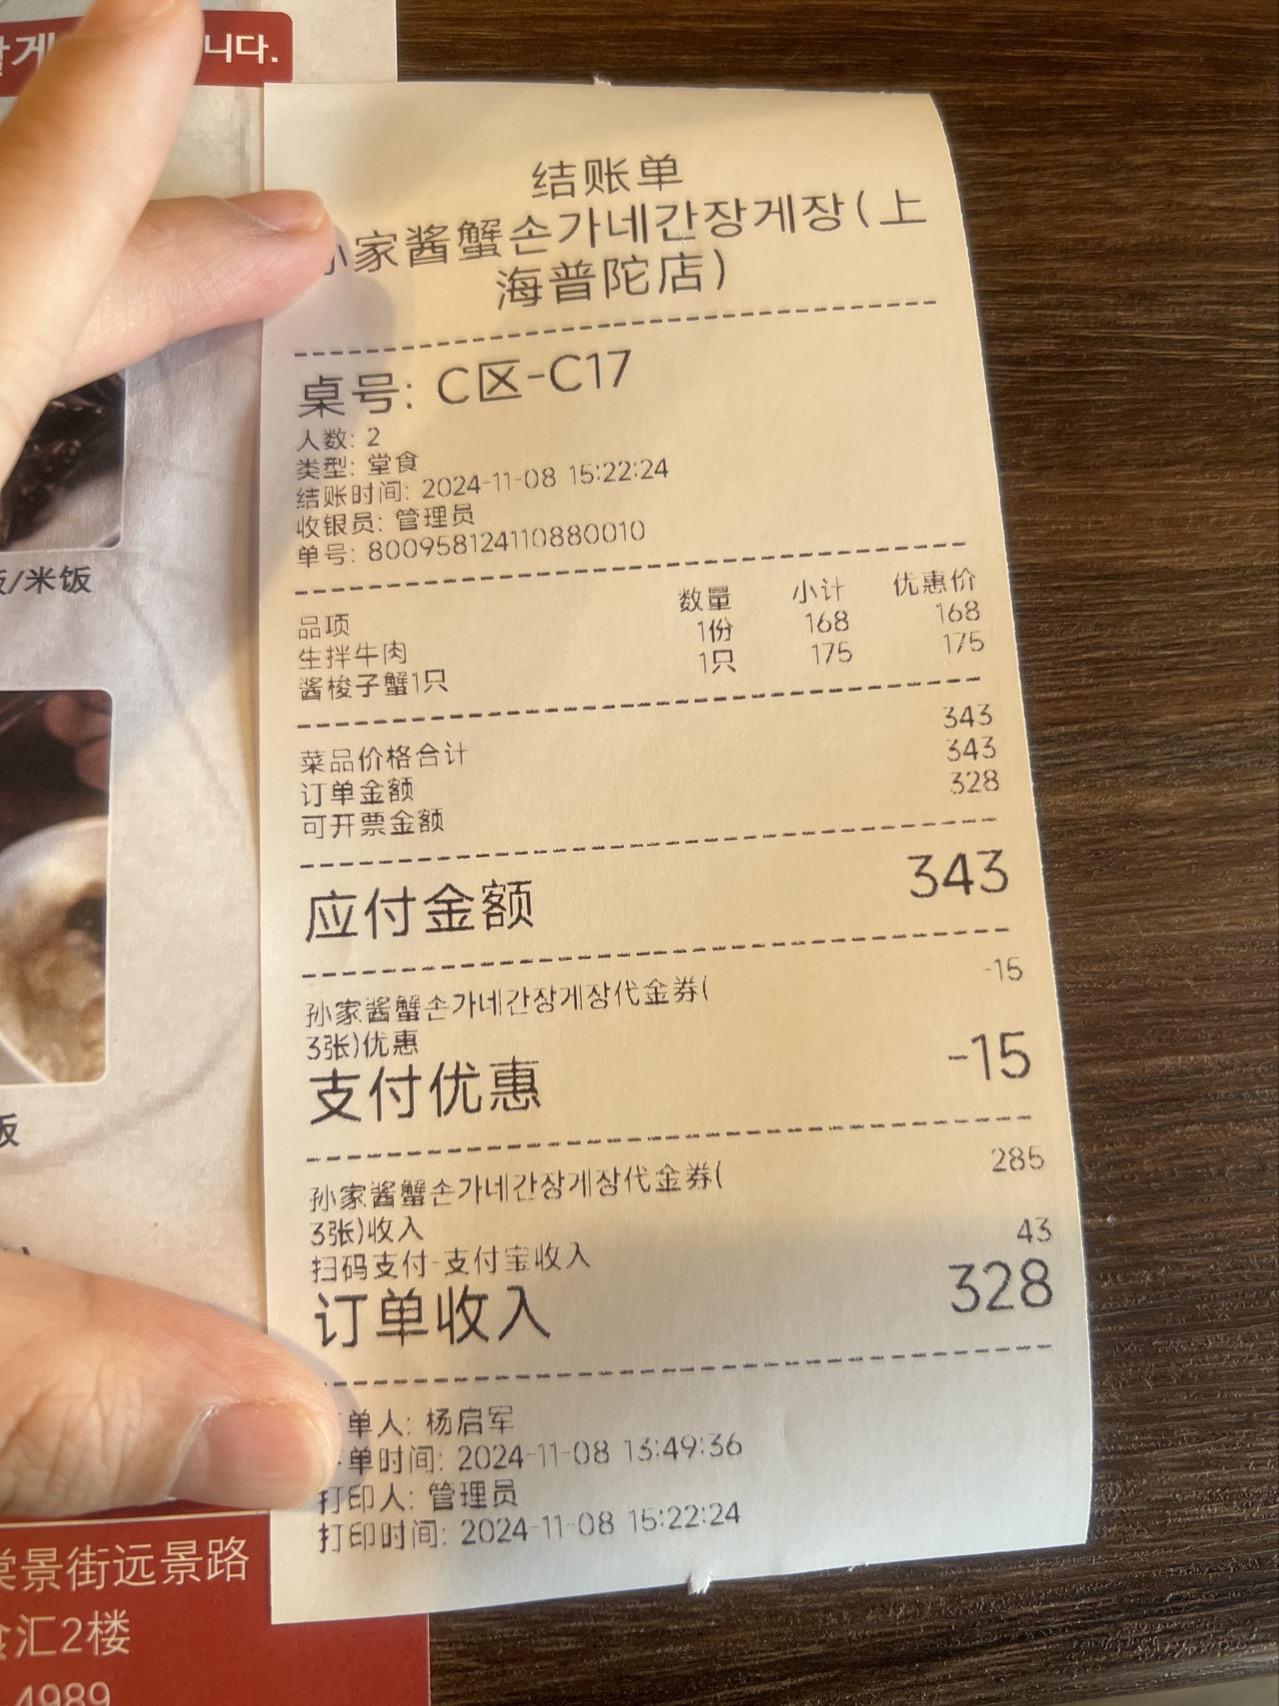 니다.
结账单
家酱蟹손가네간장게장(上
海普陀店)
桌号: C区-C17
人数: 2
类型: 堂食
结账时间: 2024-11-08 15:22:24
收银员: 管理员
单号: 800958124110880010
品项 数量 小计 优惠价
生拌牛肉 1份 168 168
酱梭子蟹1只 1只 175 175
菜品价格合计 343
订单金额 343
可开票金额 328
应付金额 343
孙家酱蟹손가네간장게장代金券( -15
3张)优惠
支付优惠 -15
孙家酱蟹손가네간장게장代金券( 285
3张)收入
扫码支付-支付宝收入 43
订单收入 328
单人: 杨启军
单时间: 2024-11-08 13:49:36
打印人: 管理员
打印时间: 2024-11-08 15:22:24
/米饭
饭
景街远景路
汇2楼
4989